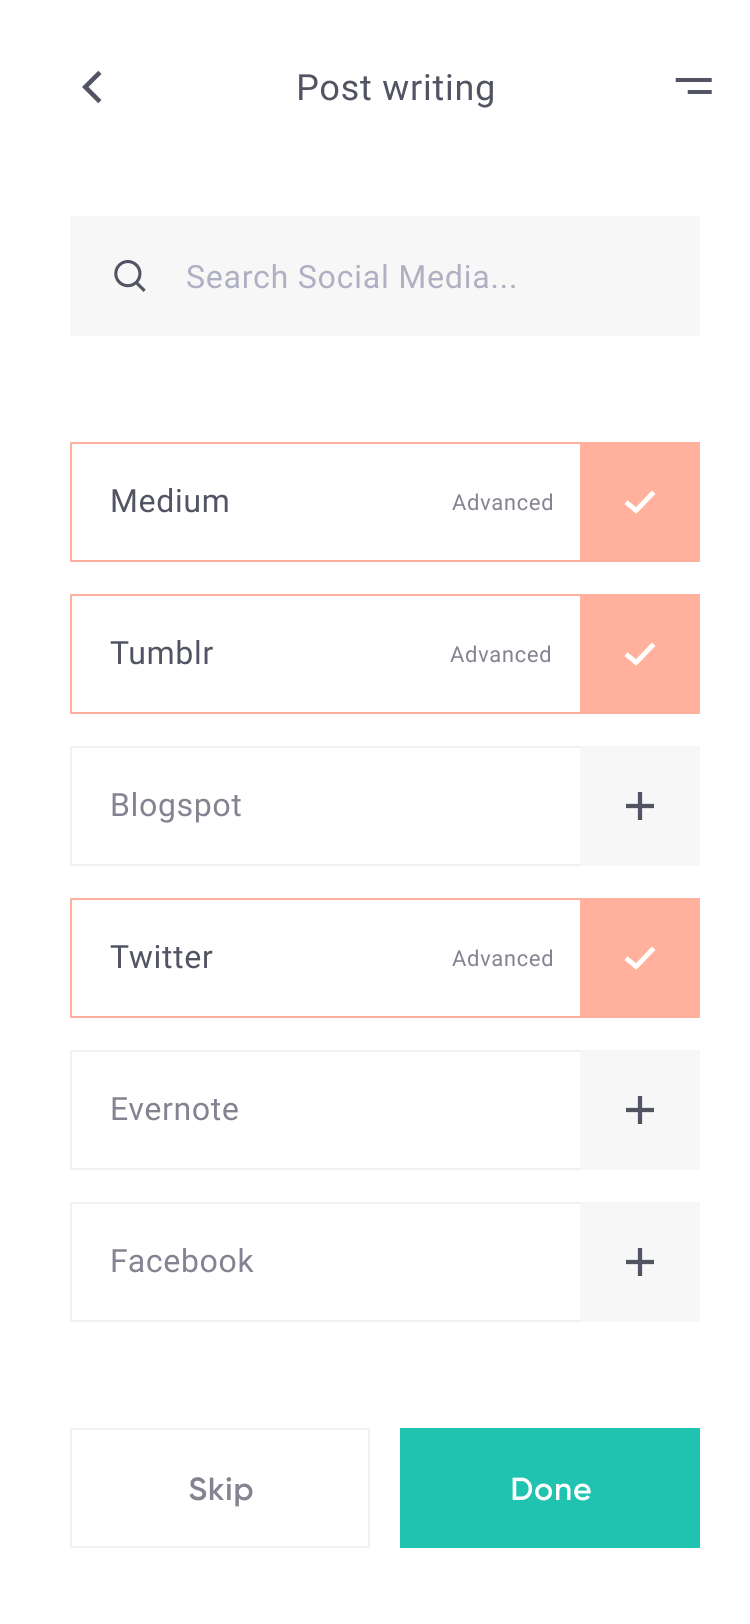 Post writing
Search Social Media...
Medium Advanced
Tumblr Advanced
Blogspot
Twitter Advanced
Evernote
Facebook
Skip Done